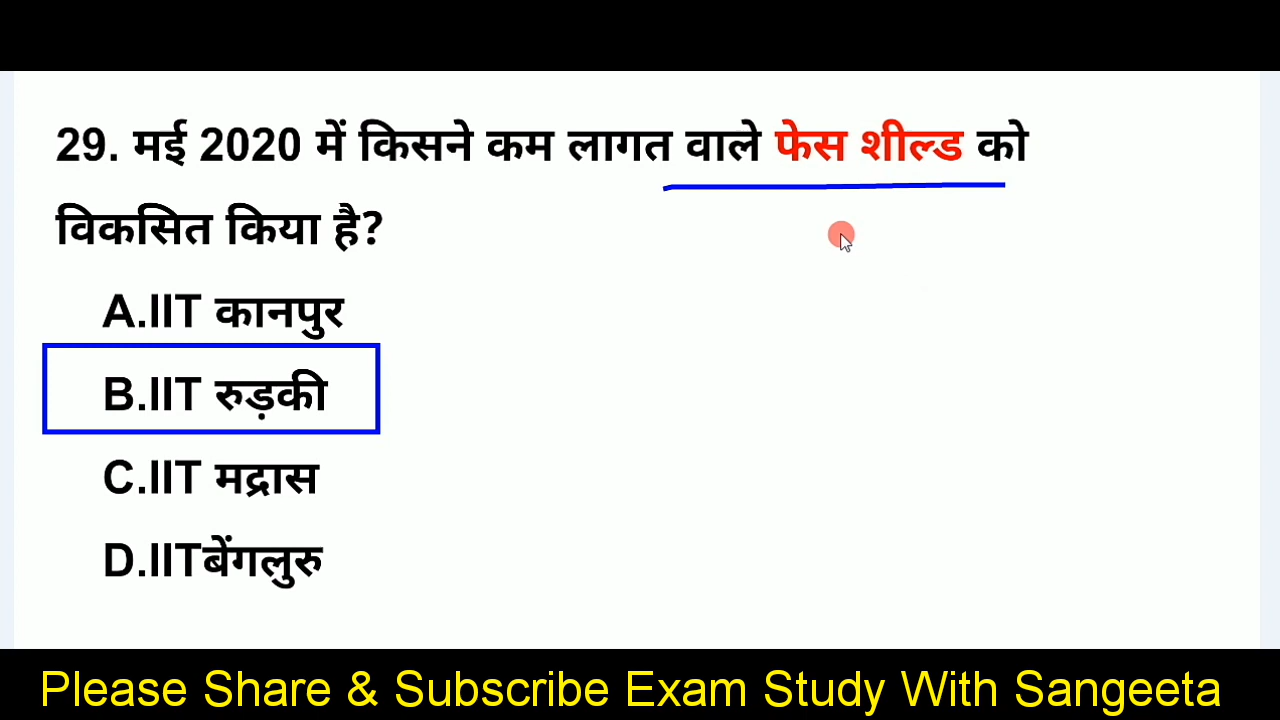 29. मई 2020 में किसने कम लागत वाले फेस शील्ड को
विकसित किया है?
A.IIT कानपुर
B.IIT रुड़की
C.IIT मद्रास
D.IITबेंगलुरु
Please Share & Subscribe Exam Study With Sangeeta